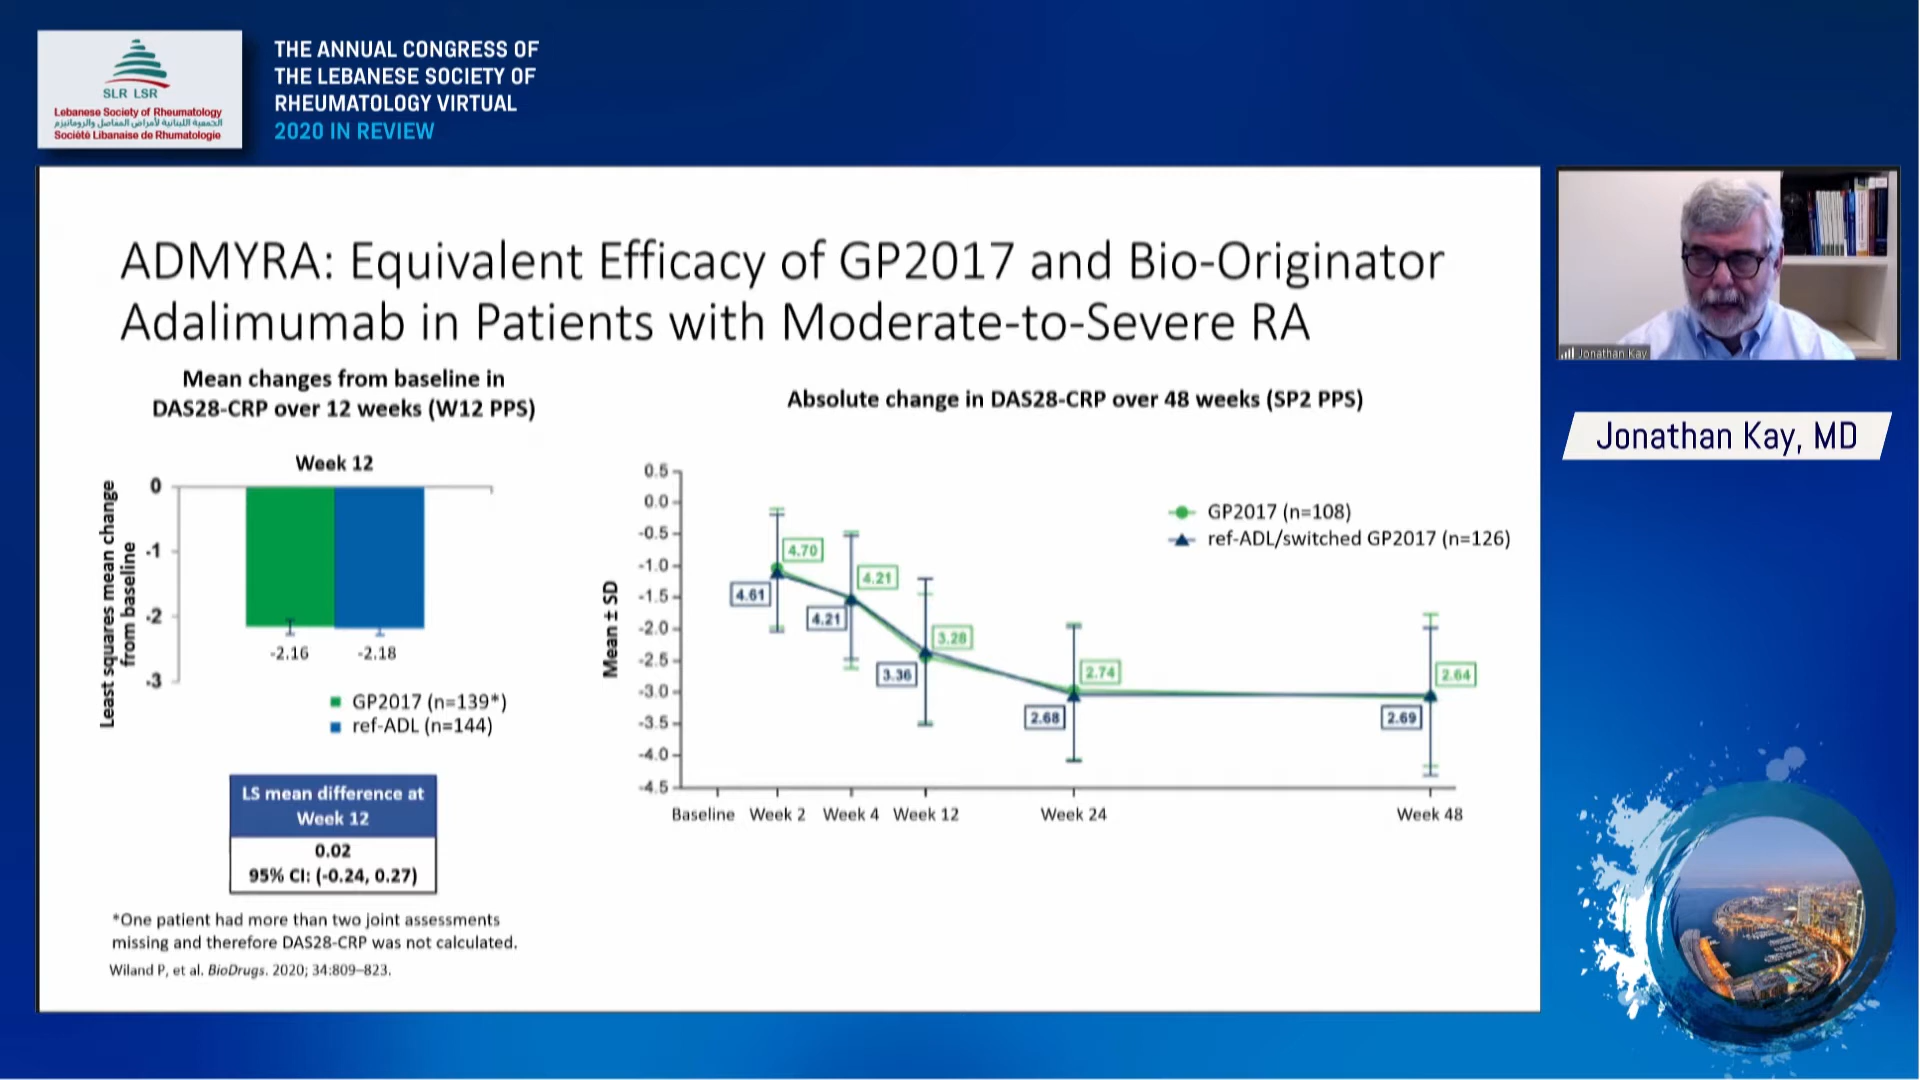 SLR LSR
Lebanese Society of Rheumatology
الجمعية اللبنانية لأمراض المفاصل والروماتيزم
Société Libanaise de Rhumatologie
THE ANNUAL CONGRESS OF
THE LEBANESE SOCIETY OF
RHEUMATOLOGY VIRTUAL
2020 IN REVIEW
ADMYRA: Equivalent Efficacy of GP2017 and Bio-Originator
Adalimumab in Patients with Moderate-to-Severe RA
Mean changes from baseline in
DAS28-CRP over 12 weeks (W12 PPS)
Week 12
Least squares mean change
from baseline
0
-1
-2
-3
-2.16
-2.18
GP2017 (n=139*)
ref-ADL (n=144)
LS mean difference at
Week 12
0.02
95% CI: (-0.24, 0.27)
*One patient had more than two joint assessments
missing and therefore DAS28-CRP was not calculated.
Wiland P, et al. BioDrugs. 2020; 34:809–823.
Absolute change in DAS28-CRP over 48 weeks (SP2 PPS)
Mean ± SD
0.5
0.0
-0.5
-1.0
-1.5
-2.0
-2.5
-3.0
-3.5
-4.0
-4.5
GP2017 (n=108)
ref-ADL/switched GP2017 (n=126)
4.70
4.61
4.21
4.21
3.28
3.36
2.74
2.68
2.64
2.69
Baseline
Week 2
Week 4
Week 12
Week 24
Week 48
Jonathan Kay
Jonathan Kay, MD